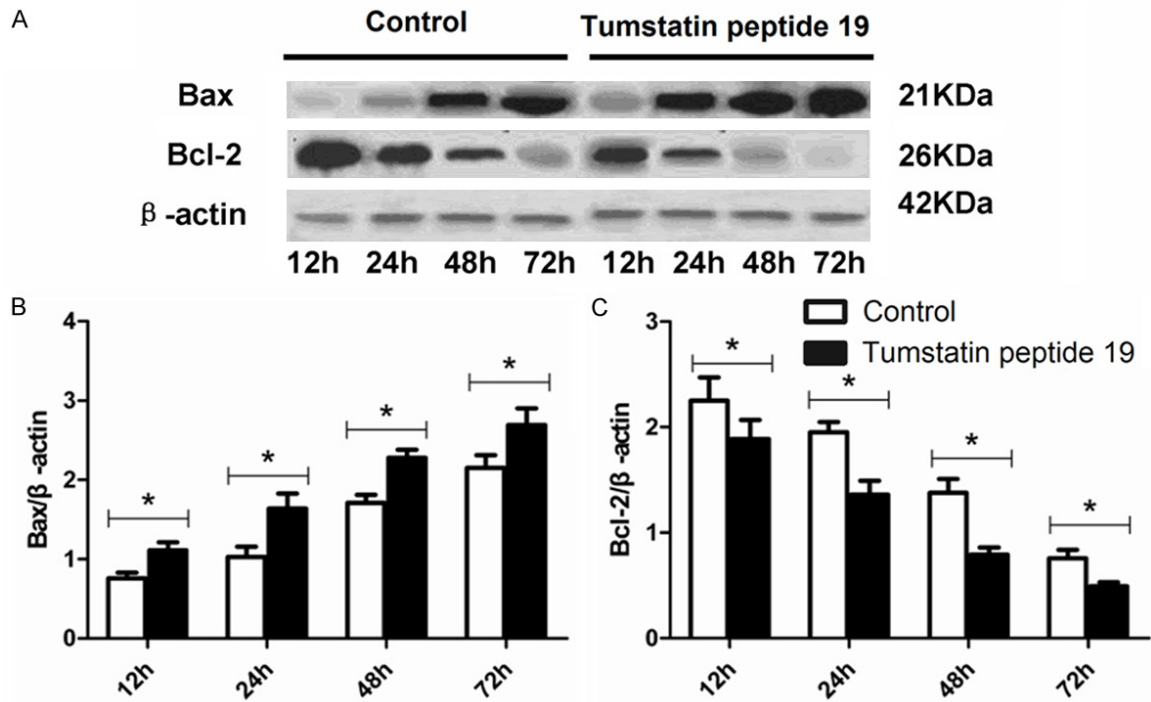 A
Control
Tumstatin peptide 19
Bax
21KDa
Bcl-2
26KDa
β -actin
42KDa
12h 24h 48h 72h 12h 24h 48h 72h
B
4
3
2
1
0
Bax/β -actin
*
*
*
*
12h
24h
48h
72h
C
Control
Tumstatin peptide 19
3
2
1
0
Bcl-2/β -actin
*
*
*
*
12h
24h
48h
72h